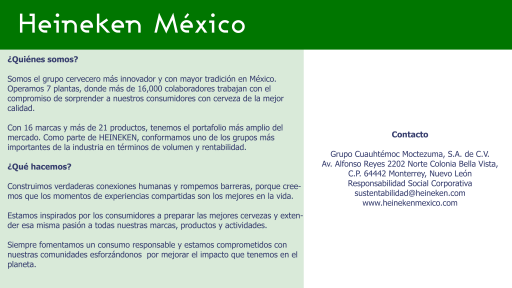 Heineken México
¿Quiénes somos?
Somos el grupo cervecero más innovador y con mayor tradición en México.
Operamos 7 plantas, donde más de 16,000 colaboradores trabajan con el
compromiso de sorprender a nuestros consumidores con cerveza de la mejor
calidad.
Con 16 marcas y más de 21 productos, tenemos el portafolio más amplio del
mercado. Como parte de HEINEKEN, conformamos uno de los grupos más
importantes de la industria en términos de volumen y rentabilidad.
¿Qué hacemos?
Construimos verdaderas conexiones humanas y rompemos barreras, porque cree-
mos que los momentos de experiencias compartidas son los mejores en la vida.
Estamos inspirados por los consumidores a preparar las mejores cervezas y exten-
der esa misma pasión a todas nuestras marcas, productos y actividades.
Siempre fomentamos un consumo responsable y estamos comprometidos con
nuestras comunidades esforzándonos por mejorar el impacto que tenemos en el
planeta.
Contacto
Grupo Cuauhtémoc Moctezuma, S.A. de C.V.
Av. Alfonso Reyes 2202 Norte Colonia Bella Vista,
C.P. 64442 Monterrey, Nuevo León
Responsabilidad Social Corporativa
sustentabilidad@heineken.com
www.heinekenmexico.com